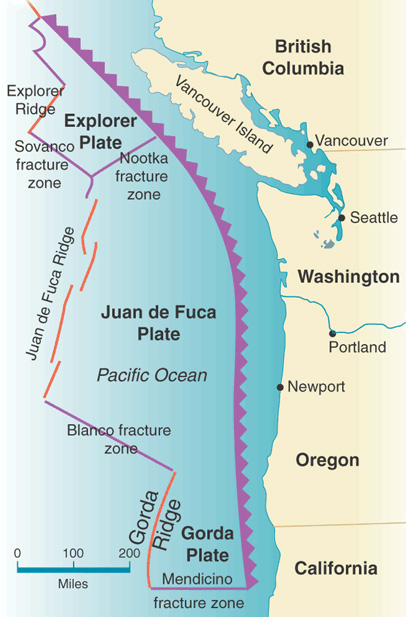 British
Columbia
Vancouver Island
Explorer
Ridge
Explorer
Plate
Vancouver
Sovanco
fracture
zone
Nootka
fracture
zone
Seattle
Juan de Fuca Ridge
Washington
Juan de Fuca
Plate
Portland
Pacific Ocean
Newport
Blanco fracture
zone
Oregon
Gorda
Ridge
Gorda
Plate
0 100 200
Miles
California
Mendicino
fracture zone